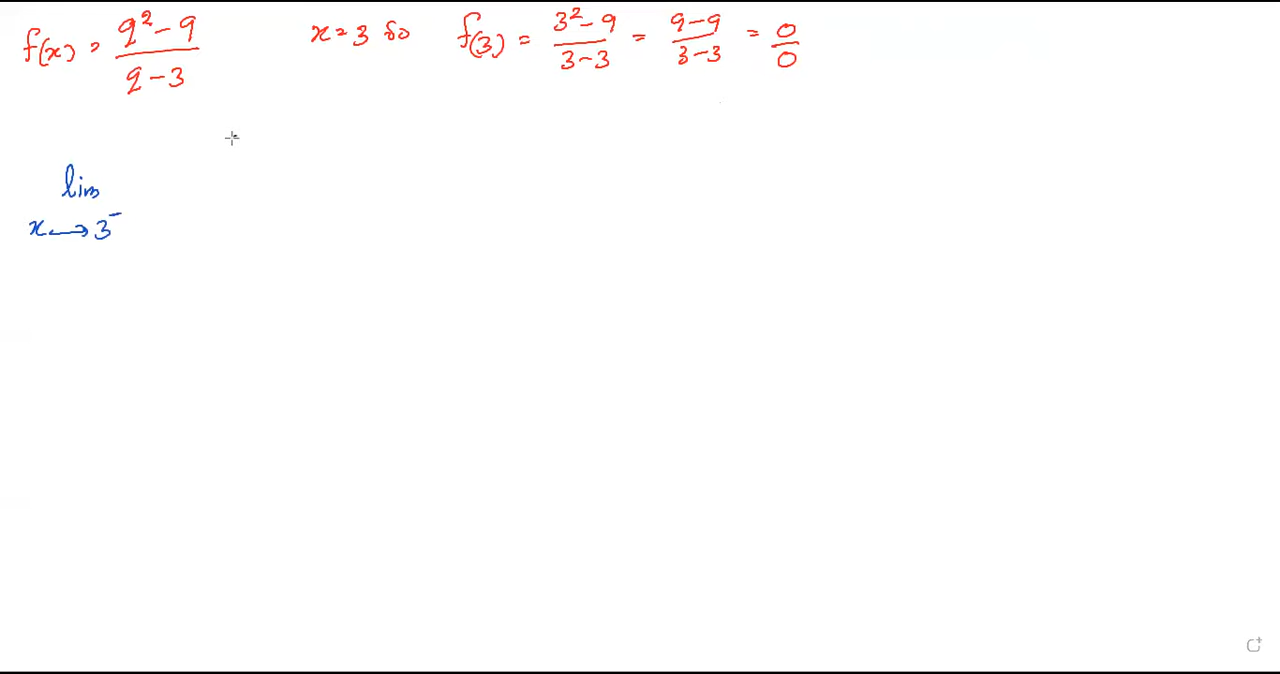 f(x) = (q² - 9)/(q - 3)    x = 3 so    f(3) = (3² - 9)/(3 - 3) = (9 - 9)/(3 - 3) = 0/0
lim
x → 3⁻